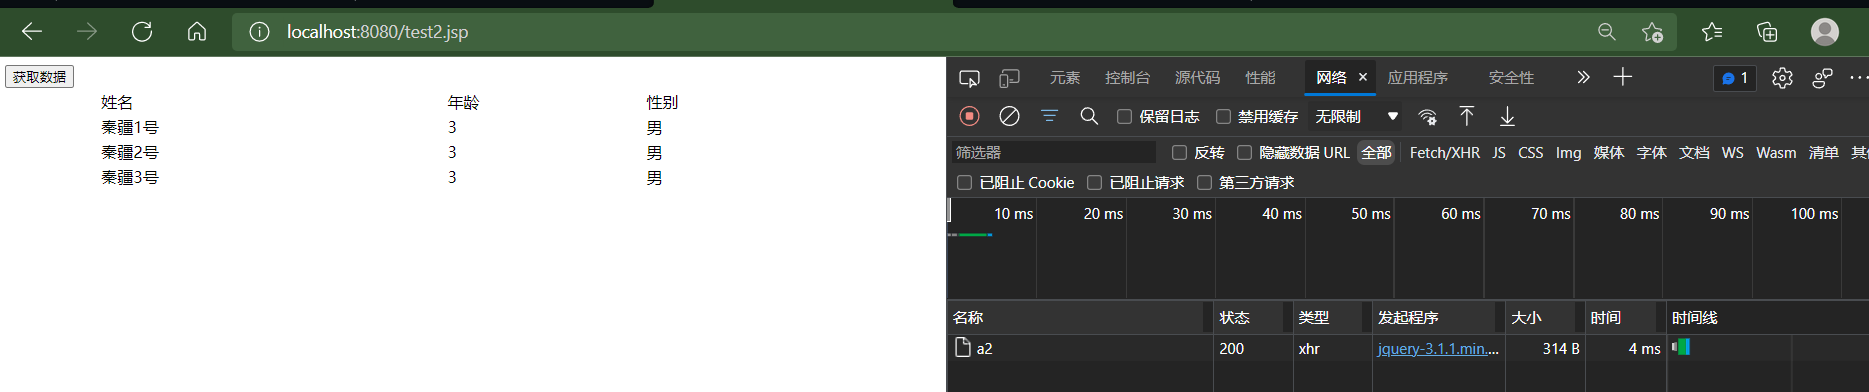 localhost:8080/test2.jsp
获取数据
姓名 年龄 性别
秦疆1号 3 男
秦疆2号 3 男
秦疆3号 3 男
元素 控制台 源代码 性能 网络 × 应用程序 安全性 1
保留日志 禁用缓存 无限制
筛选器 反转 隐藏数据 URL 全部 Fetch/XHR JS CSS Img 媒体 字体 文档 WS Wasm 清单
已阻止 Cookie 已阻止请求 第三方请求
10 ms 20 ms 30 ms 40 ms 50 ms 60 ms 70 ms 80 ms 90 ms 100 ms
名称 状态 类型 发起程序 大小 时间 时间线
a2 200 xhr jquery-3.1.1.min.… 314 B 4 ms